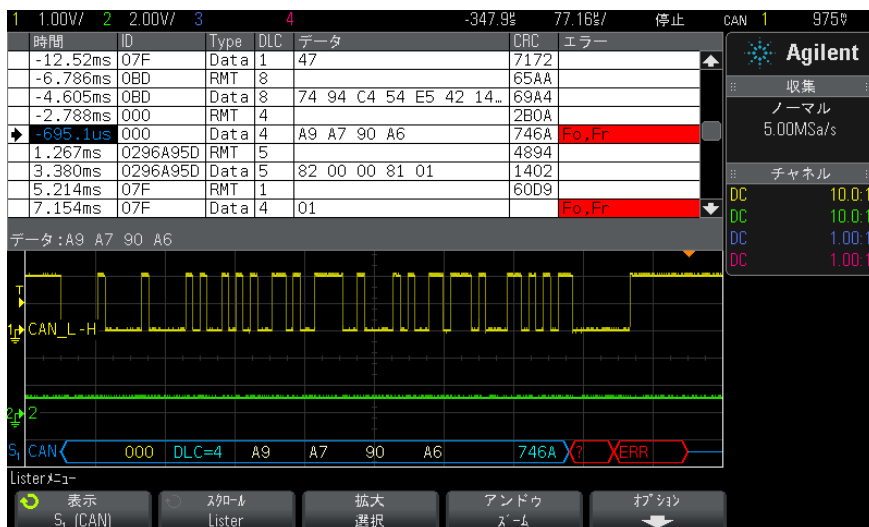 1 1.00V/ 2 2.00V/ 3 4 -347.9% 77.16%/ 停止 CAN 1 975%
時間 ID Type DLC データ CRC エラー
-12.52ms 07F Data 1 47 7172
-6.786ms 0BD RMT 8 65AA
-4.605ms 0BD Data 8 74 94 C4 54 E5 42 14… 69A4
-2.788ms 000 RMT 4 2B0A
-695.1us 000 Data 4 A9 A7 90 A6 746A Fo,Fr
1.267ms 0296A95D RMT 5 4894
3.380ms 0296A95D Data 5 82 00 00 81 01 1402
5.214ms 07F RMT 1 60D9
7.154ms 07F Data 4 01 Fo,Fr
データ:A9 A7 90 A6
T
1 CAN_L -H
2 2
S1 CAN 000 DLC=4 A9 A7 90 A6 746A ? ERR
Agilent
収集
ノーマル
5.00MSa/s
チャネル
DC 10.0:1
DC 10.0:1
DC 1.00:1
DC 1.00:1
Listerメニュー
表示
S1 (CAN)
スクロール
Lister
拡大
選択
アンドゥ
ズーム
オプション